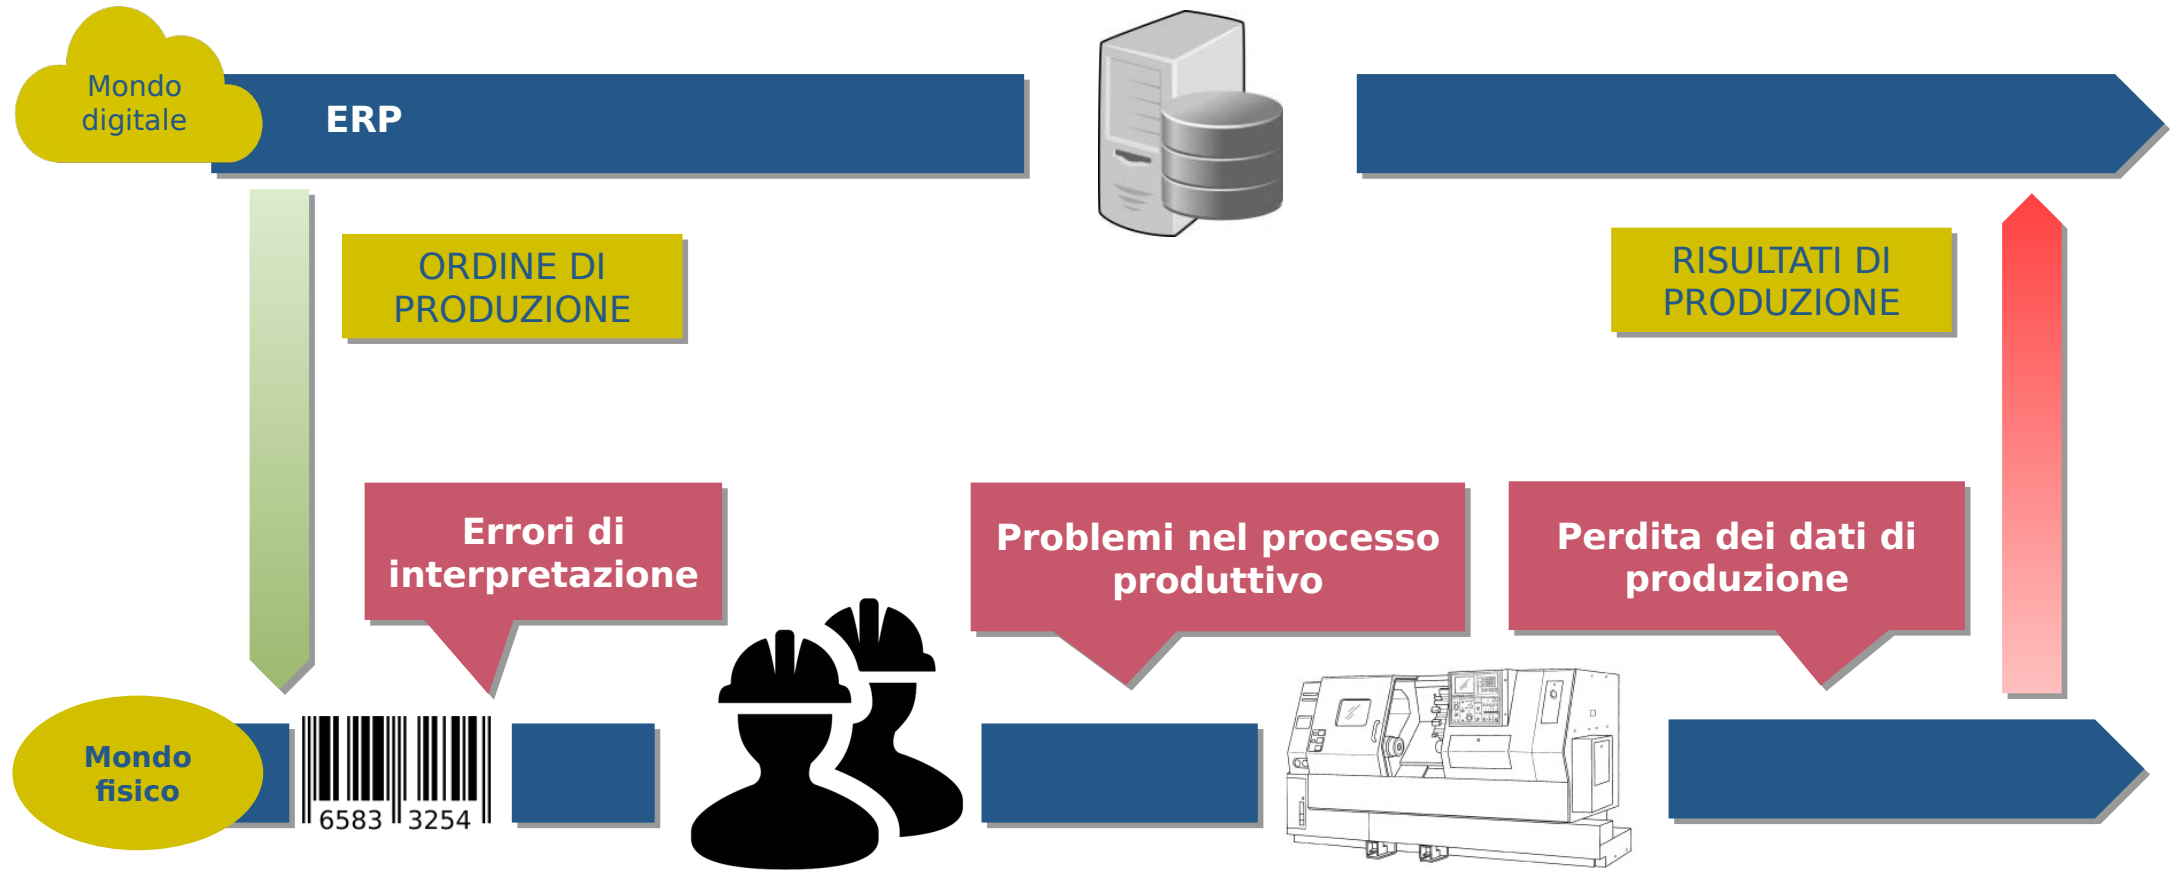 Mondo
digitale
ERP
ORDINE DI
PRODUZIONE
RISULTATI DI
PRODUZIONE
Errori di
interpretazione
Problemi nel processo
produttivo
Perdita dei dati di
produzione
Mondo
fisico
6583 3254